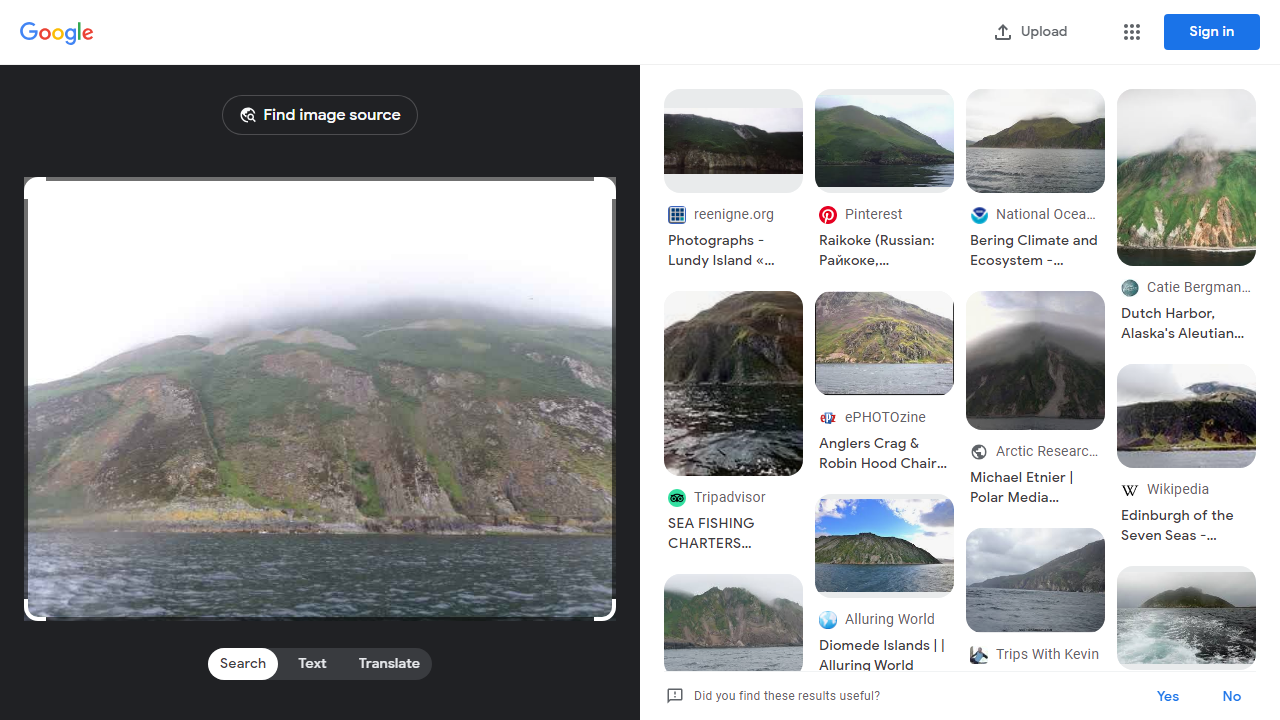 Google
Upload
Sign in
Find image source
Search
Text
Translate
reenigne.org
Photographs -
Lundy Island «
...
Pinterest
Raikoke (Russian:
Райкоке,...
National Ocea...
Bering Climate and
Ecosystem -...
Catie Bergman...
Dutch Harbor,
Alaska's Aleutian...
Tripadvisor
SEA FISHING
CHARTERS...
ePHOTOzine
Anglers Crag &
Robin Hood Chair...
Arctic Researc...
Michael Etnier |
Polar Media...
Wikipedia
Edinburgh of the
Seven Seas -...
Alluring World
Diomede Islands | |
Alluring World
Trips With Kevin
Did you find these results useful?
Yes
No